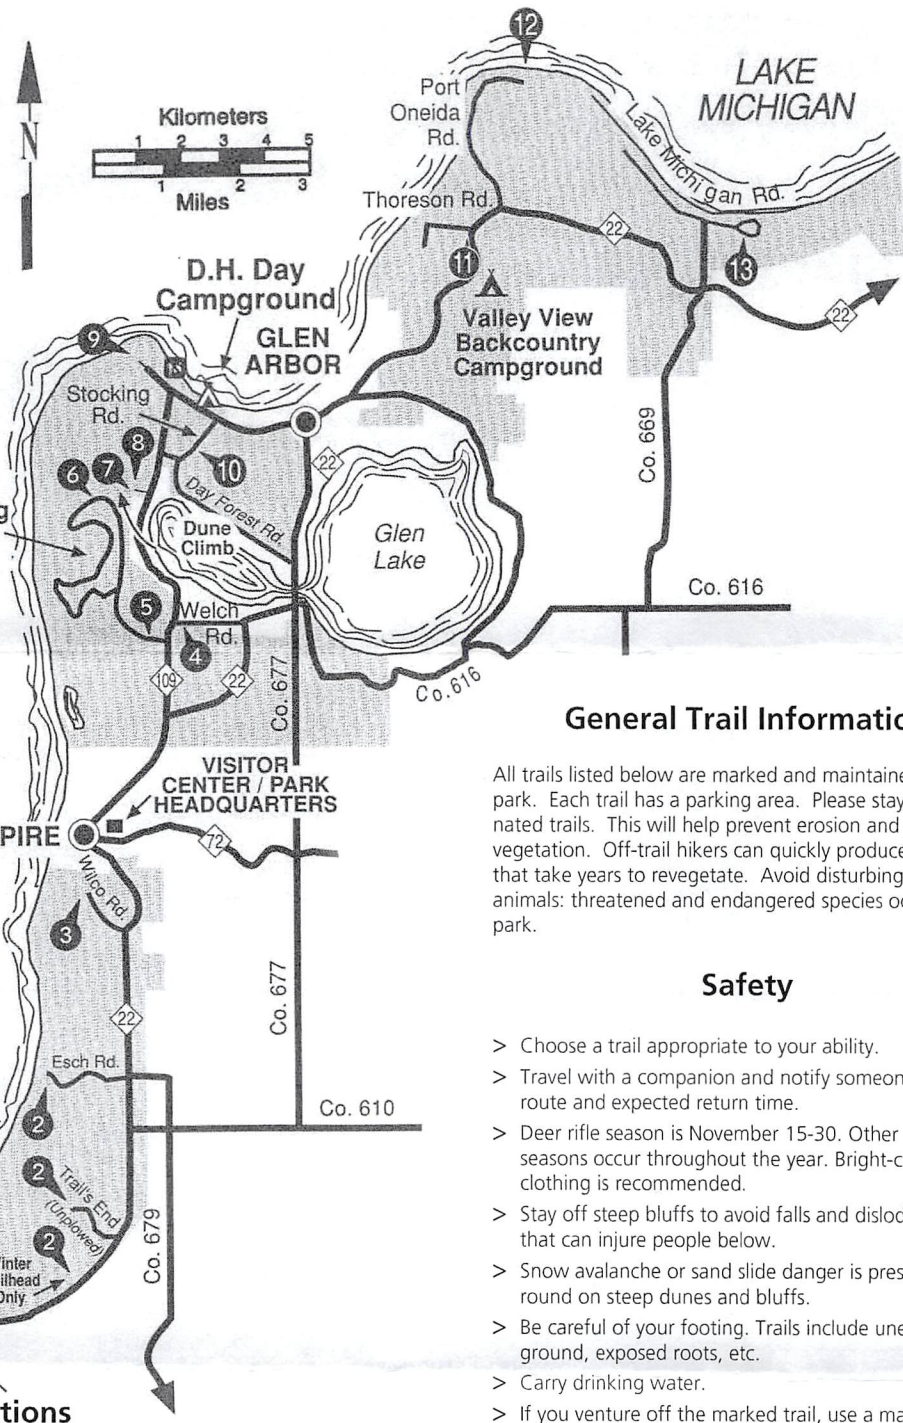 12
LAKE
MICHIGAN
Port
Oneida
Rd.
Lake Michigan Rd.
Kilometers
1 2 3 4 5
1 2 3
Miles
N
Thoreson Rd.
22
11
13
22
D.H. Day
Campground
GLEN
ARBOR
Valley View
Backcountry
Campground
9
Stocking
Rd.
8
6
7
10
22
Co. 669
Day Forest Rd.
g
Dune
Climb
Glen
Lake
5
Welch
Rd.
4
Co. 616
109
22
Co. 677
Co. 616
VISITOR
CENTER / PARK
HEADQUARTERS
PIRE
72
Wilco Rd.
3
Co. 677
22
Esch Rd.
2
Co. 610
2
Trail's End
(Unplowed)
2
Co. 679
inter
ilhead
Only
tions
General Trail Informatio
All trails listed below are marked and maintaine
park. Each trail has a parking area. Please stay
nated trails. This will help prevent erosion and
vegetation. Off-trail hikers can quickly produce
that take years to revegetate. Avoid disturbing
animals: threatened and endangered species oc
park.
Safety
> Choose a trail appropriate to your ability.
> Travel with a companion and notify someon
route and expected return time.
> Deer rifle season is November 15-30. Other
seasons occur throughout the year. Bright-c
clothing is recommended.
> Stay off steep bluffs to avoid falls and dislod
that can injure people below.
> Snow avalanche or sand slide danger is pres
round on steep dunes and bluffs.
> Be careful of your footing. Trails include une
ground, exposed roots, etc.
> Carry drinking water.
> If you venture off the marked trail, use a ma